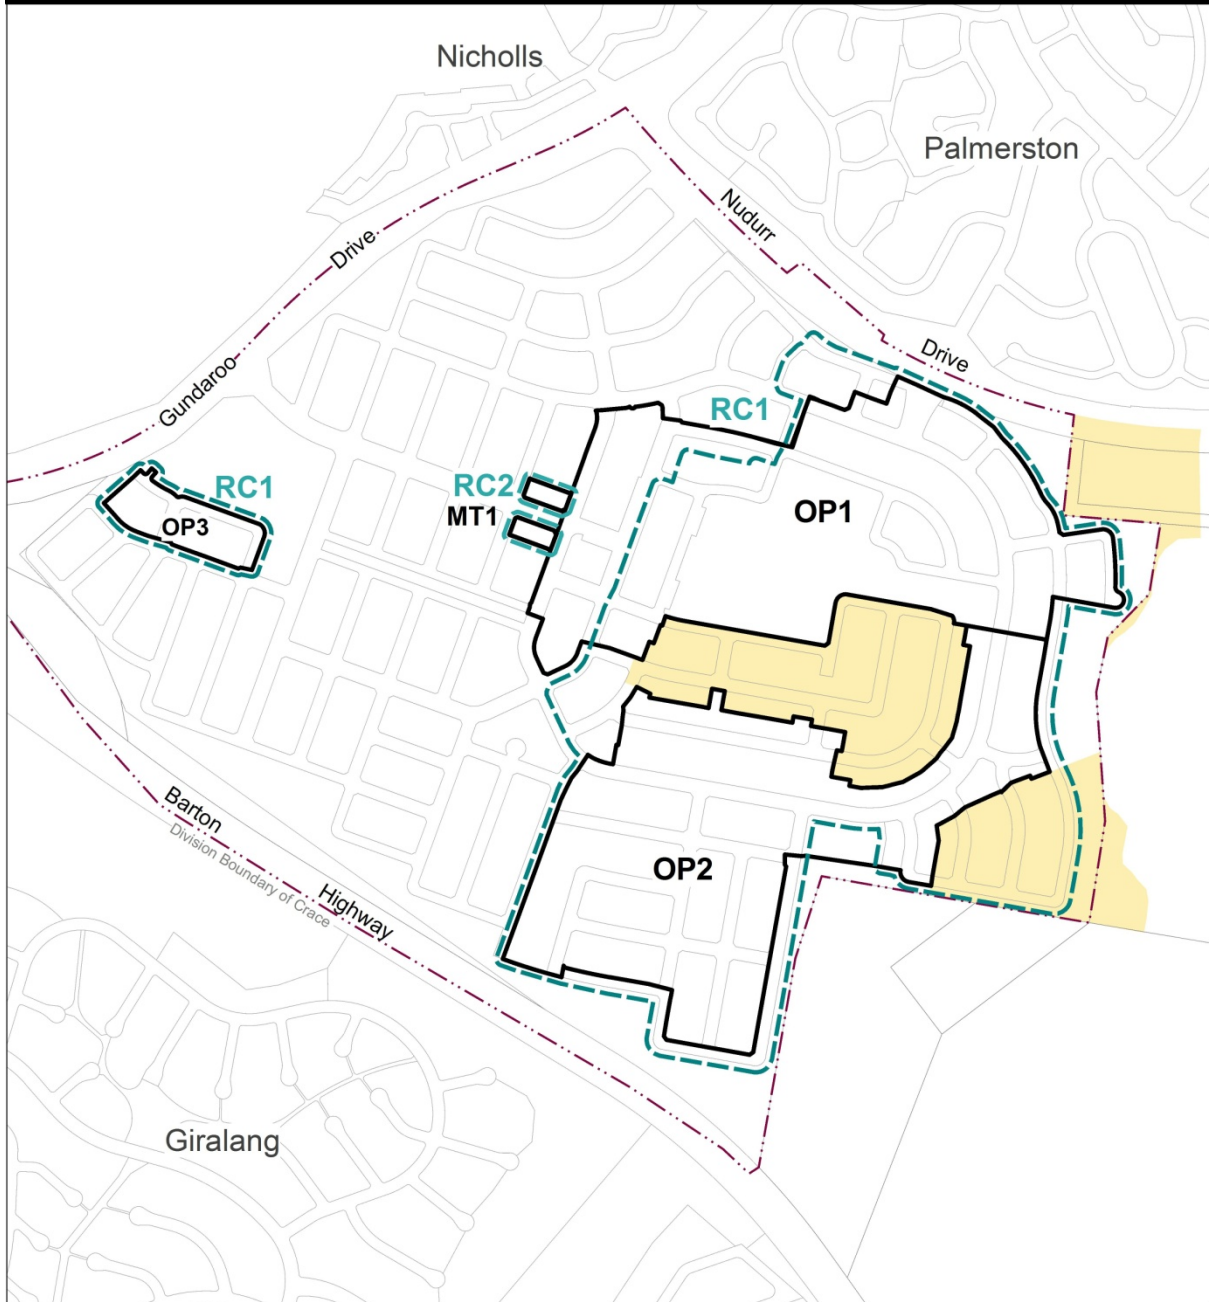 Nicholls
Palmerston
Nudurr
Drive
Drive
Gundaroo
RC1
RC1
RC2
MT1
OP1
OP3
Barton
Division Boundary of Crace
Highway
OP2
Giralang